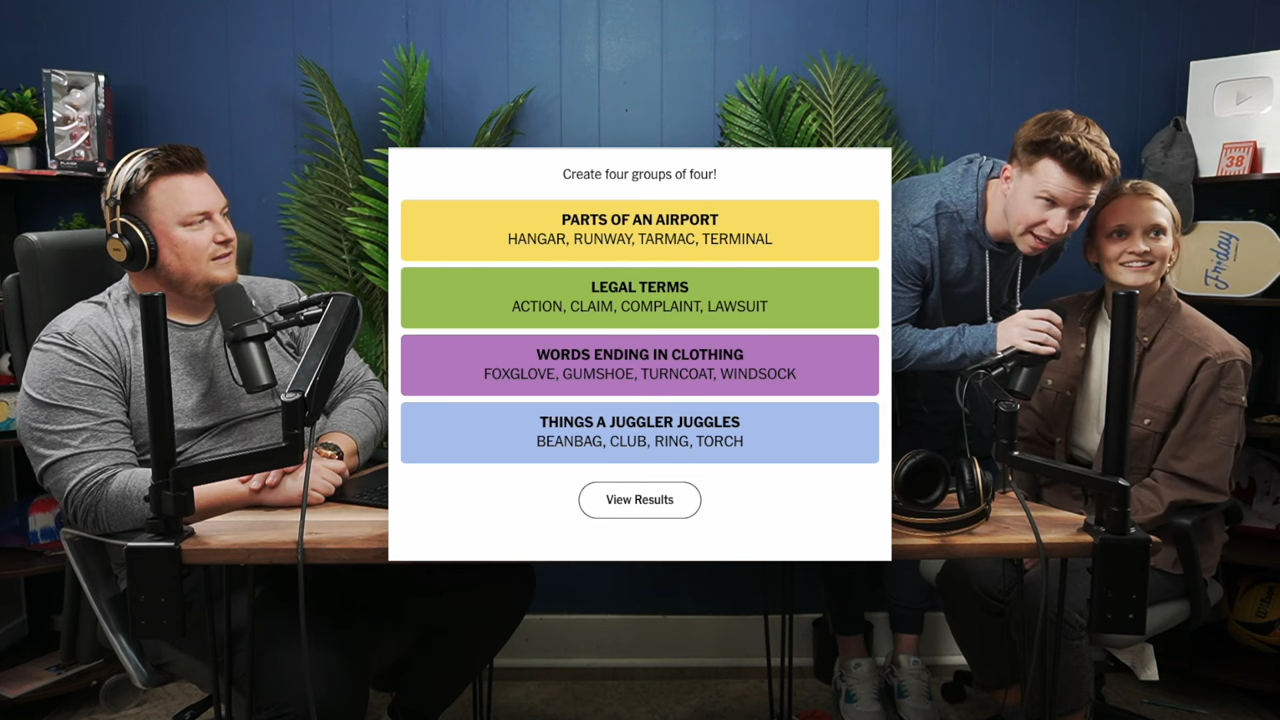 Create four groups of four!
PARTS OF AN AIRPORT
HANGAR, RUNWAY, TARMAC, TERMINAL
LEGAL TERMS
ACTION, CLAIM, COMPLAINT, LAWSUIT
WORDS ENDING IN CLOTHING
FOXGLOVE, GUMSHOE, TURNCOAT, WINDSOCK
THINGS A JUGGLER JUGGLES
BEANBAG, CLUB, RING, TORCH
View Results
38
Friday
Wilson